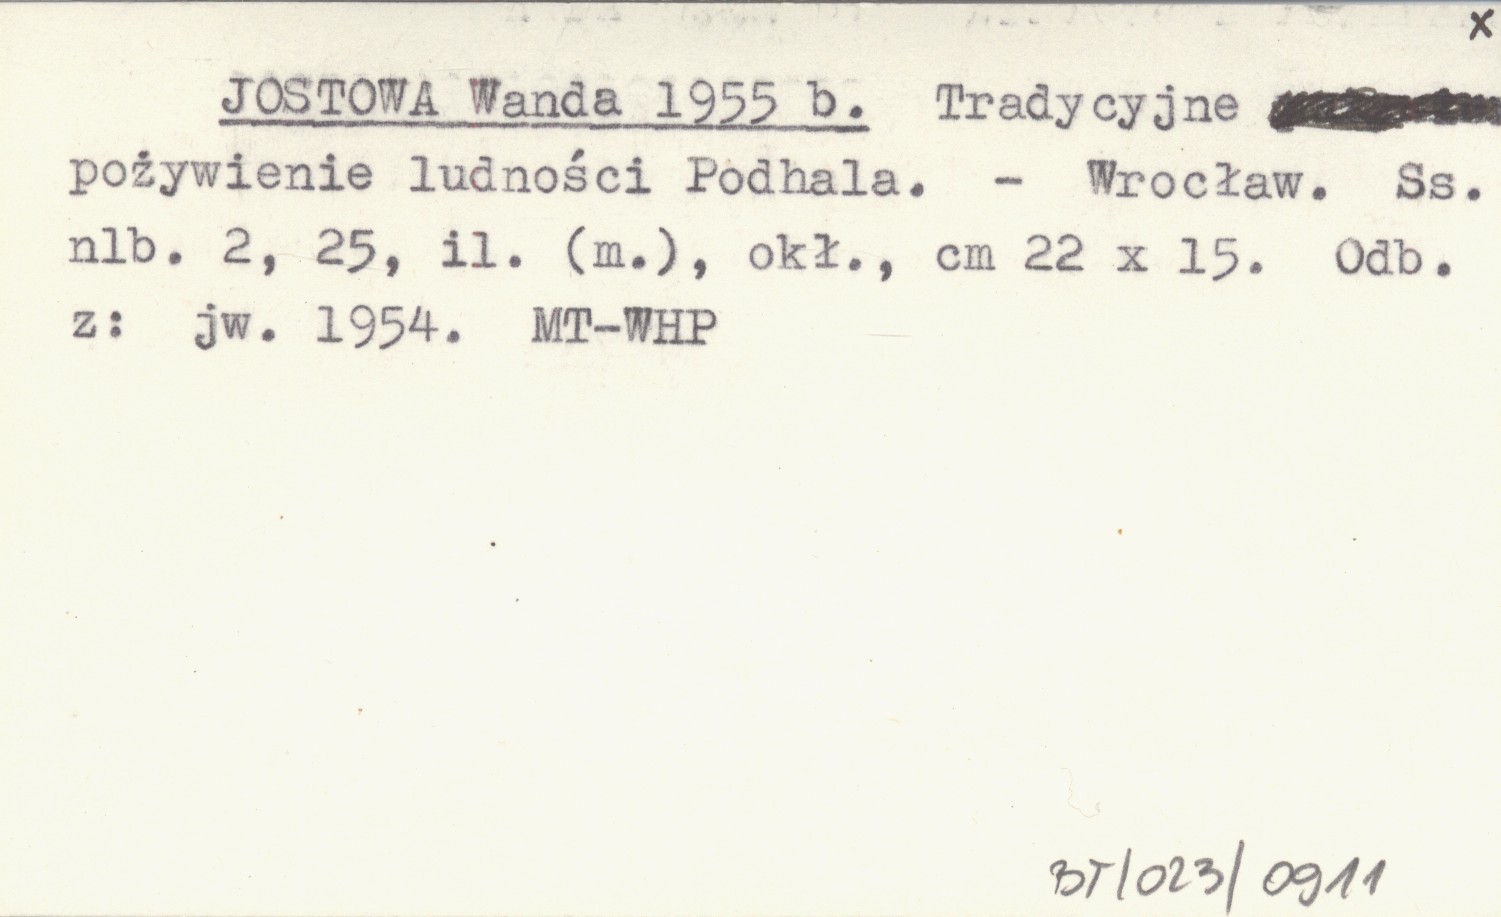 x
JOSTOWA Wanda 1955 b. Tradycyjne
pożywienie ludności Podhala. - Wrocław. Ss.
nlb. 2, 25, il. (m.), okł., cm 22 x 15. Odb.
z: jw. 1954. MT-WHP
BT/023/0911